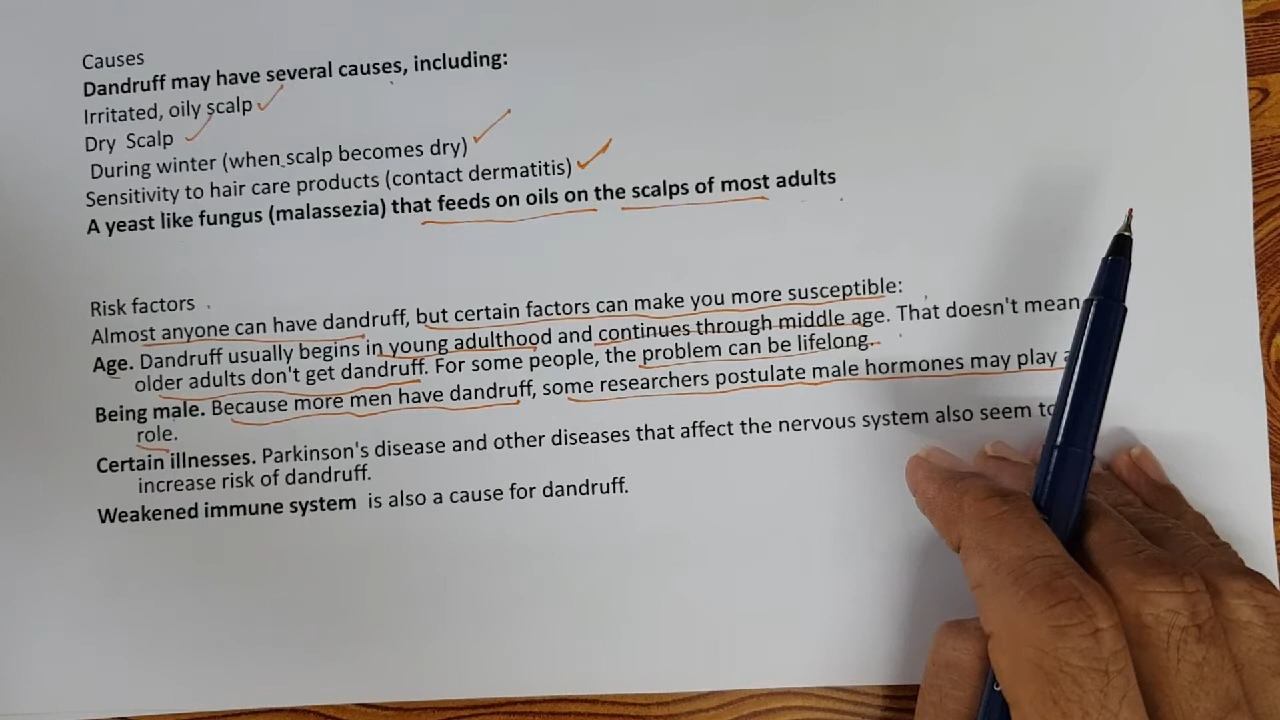 Causes
Dandruff may have several causes, including:
Irritated, oily scalp
Dry Scalp
During winter (when scalp becomes dry)
Sensitivity to hair care products (contact dermatitis)
A yeast like fungus (malassezia) that feeds on oils on the scalps of most adults
Risk factors
Almost anyone can have dandruff, but certain factors can make you more susceptible:
Age. Dandruff usually begins in young adulthood and continues through middle age. That doesn't mean
older adults don't get dandruff. For some people, the problem can be lifelong.
Being male. Because more men have dandruff, some researchers postulate male hormones may play a
role.
Certain illnesses. Parkinson's disease and other diseases that affect the nervous system also seem to
increase risk of dandruff.
Weakened immune system is also a cause for dandruff.